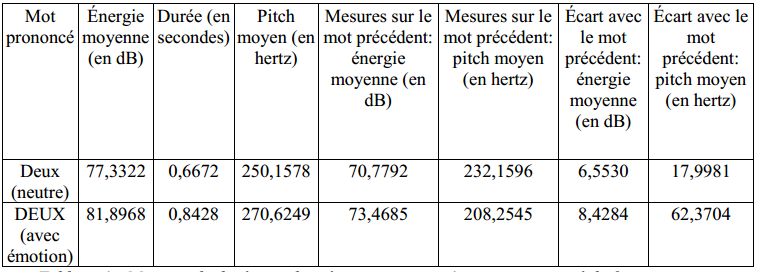 Mot prononcé
Énergie moyenne (en dB)
Durée (en secondes)
Pitch moyen (en hertz)
Mesures sur le mot précédent: énergie moyenne (en dB)
Mesures sur le mot précédent: pitch moyen (en hertz)
Écart avec le mot précédent: énergie moyenne (en dB)
Écart avec le mot précédent: pitch moyen (en hertz)
Deux (neutre)
77,3322
0,6672
250,1578
70,7792
232,1596
6,5530
17,9981
DEUX (avec émotion)
81,8968
0,8428
270,6249
73,4685
208,2545
8,4284
62,3704